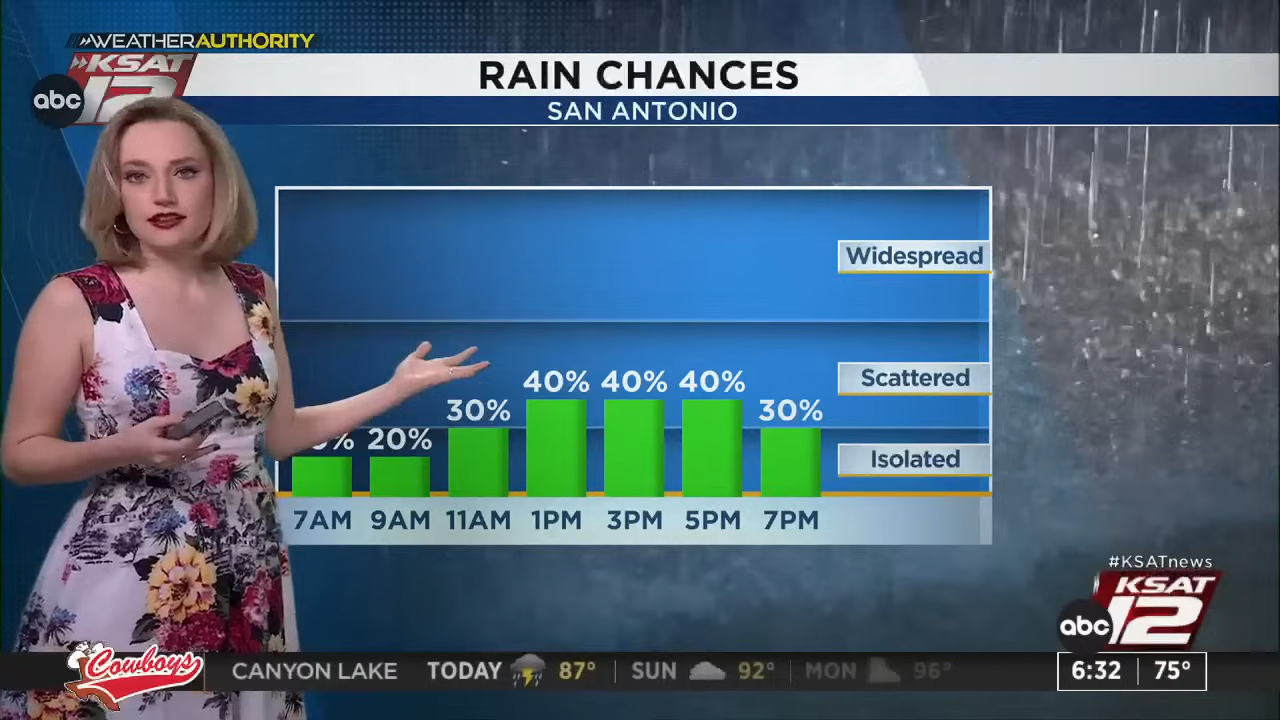 WEATHERAUTHORITY
KSAT
abc 12
RAIN CHANCES
SAN ANTONIO
Widespread
Scattered
Isolated
20% 30% 40% 40% 40% 30%
7AM 9AM 11AM 1PM 3PM 5PM 7PM
#KSATnews
KSAT
abc 12
Cowboys
CANYON LAKE TODAY 87° SUN 92° MON 96°
6:32 75°